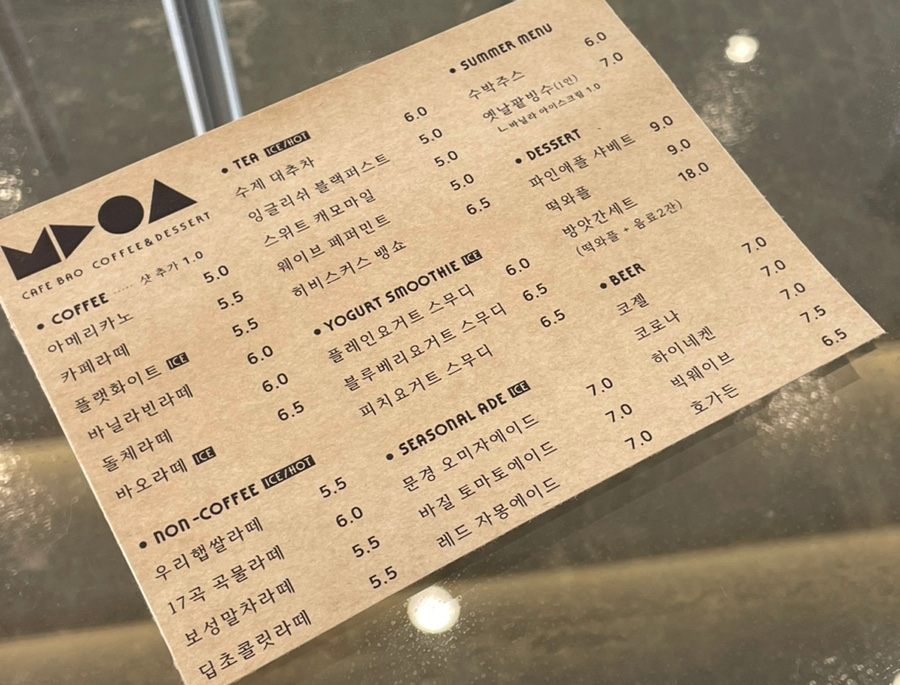 CAFE BAO COFFEE&DESSERT
• COFFEE ...... 샷 추가 1.0
아메리카노 5.0
카페라떼 5.5
플랫화이트 ICE 5.5
바닐라빈라떼 6.0
돌체라떼 6.0
바오라떼 ICE 6.5
• NON-COFFEE ICE/HOT
우리햅쌀라떼 5.5
17곡 곡물라떼 6.0
보성말차라떼 5.5
딥초콜릿라떼 5.5
• TEA ICE/HOT
수제 대추차 6.0
잉글리쉬 블랙퍼스트 5.0
스위트 캐모마일 5.0
웨이브 페퍼민트 5.0
히비스커스 뱅쇼 6.5
• YOGURT SMOOTHIE ICE
플레인요거트 스무디 6.0
블루베리요거트 스무디 6.5
피치요거트 스무디 6.5
• SEASONAL ADE ICE
문경 오미자에이드 7.0
바질 토마토에이드 7.0
레드 자몽에이드 7.0
• SUMMER MENU
수박주스 6.0
옛날팥빙수(1인) 7.0
ㄴ바닐라 아이스크림 1.0
• DESSERT
파인애플 샤베트 9.0
떡와플 9.0
방앗간세트 18.0
(떡와플 + 음료2잔)
• BEER
코젤 7.0
코로나 7.0
하이네켄 7.0
빅웨이브 7.5
호가든 6.5